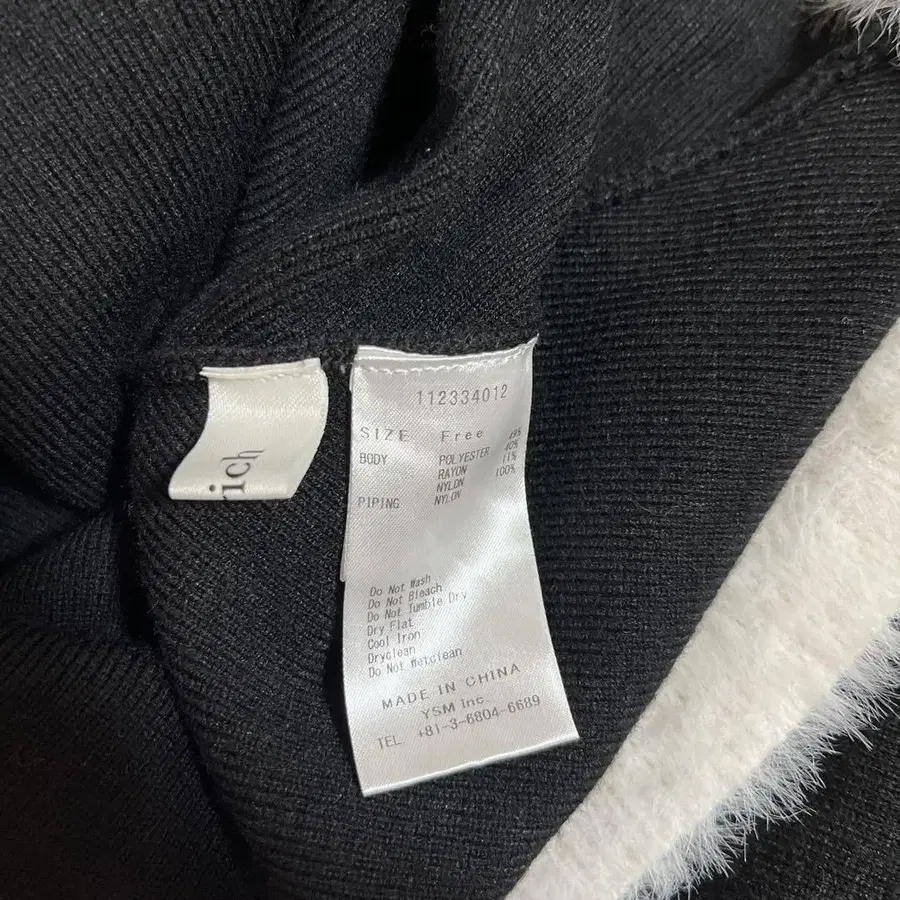 rich
112334012
SIZE Free
BODY POLYESTER 49%
RAYON 40%
NYLON 11%
PIPING NYLON 100%
Do Not Wash
Do Not Bleach
Do Not Tumble Dry
Dry Flat
Cool Iron
Dryclean
Do Not Wetclean
MADE IN CHINA
YSM Inc
TEL +81-3-6804-6689